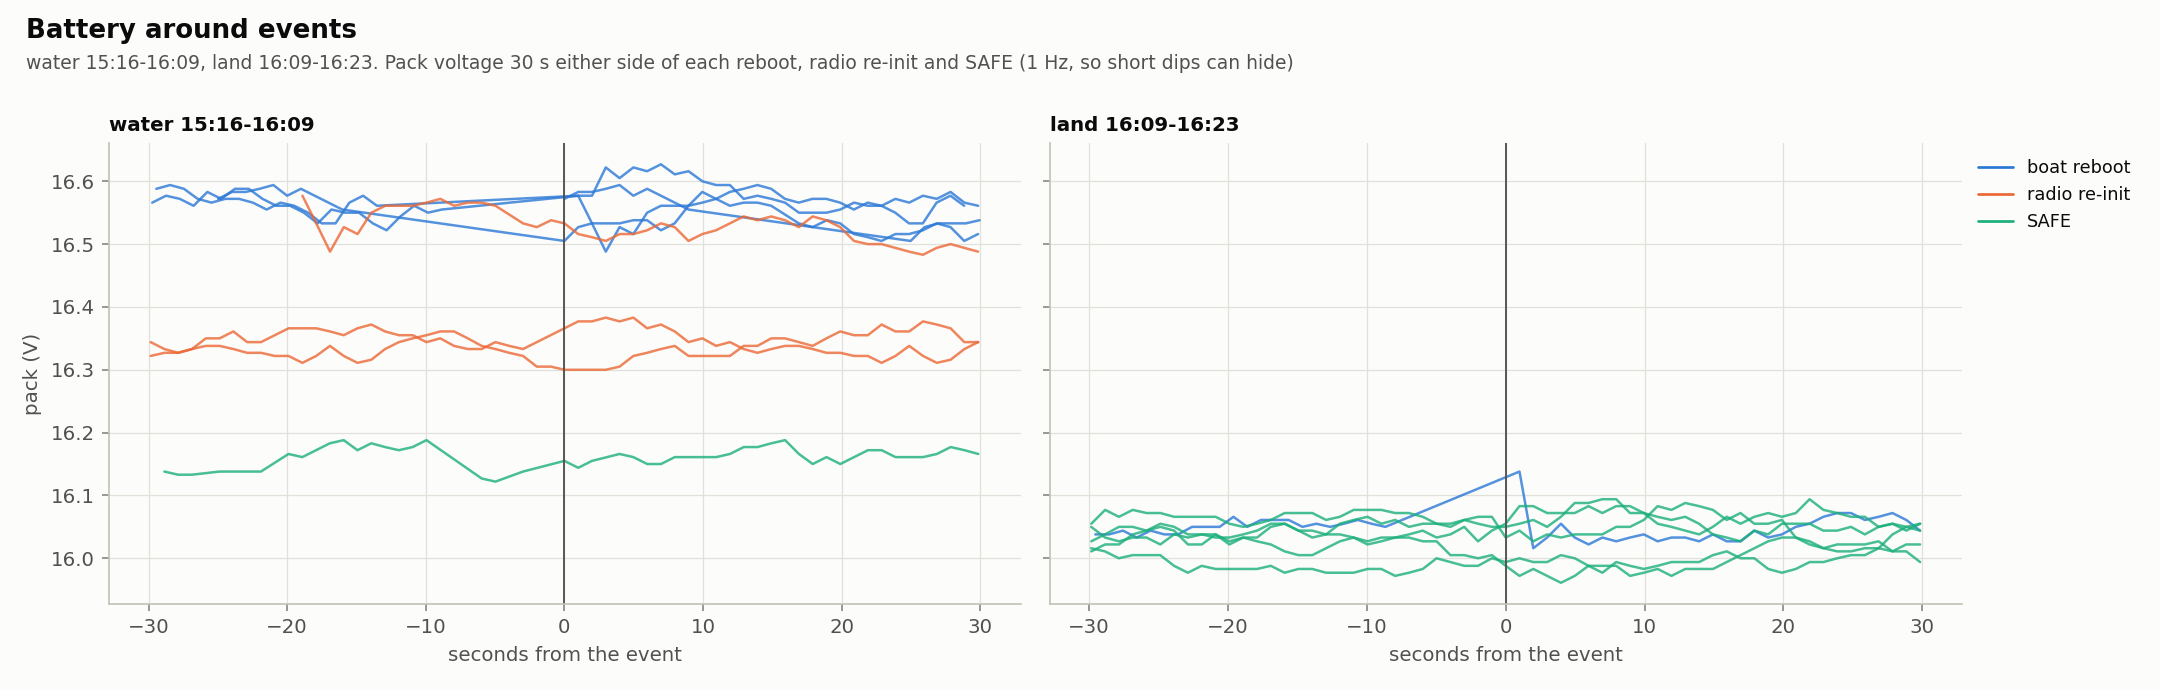 Battery around events
water 15:16-16:09, land 16:09-16:23. Pack voltage 30 s either side of each reboot, radio re-init and SAFE (1 Hz, so short dips can hide)
water 15:16-16:09
land 16:09-16:23
boat reboot
radio re-init
SAFE
pack (V)
16.6
16.5
16.4
16.3
16.2
16.1
16.0
−30 −20 −10 0 10 20 30
−30 −20 −10 0 10 20 30
seconds from the event
seconds from the event